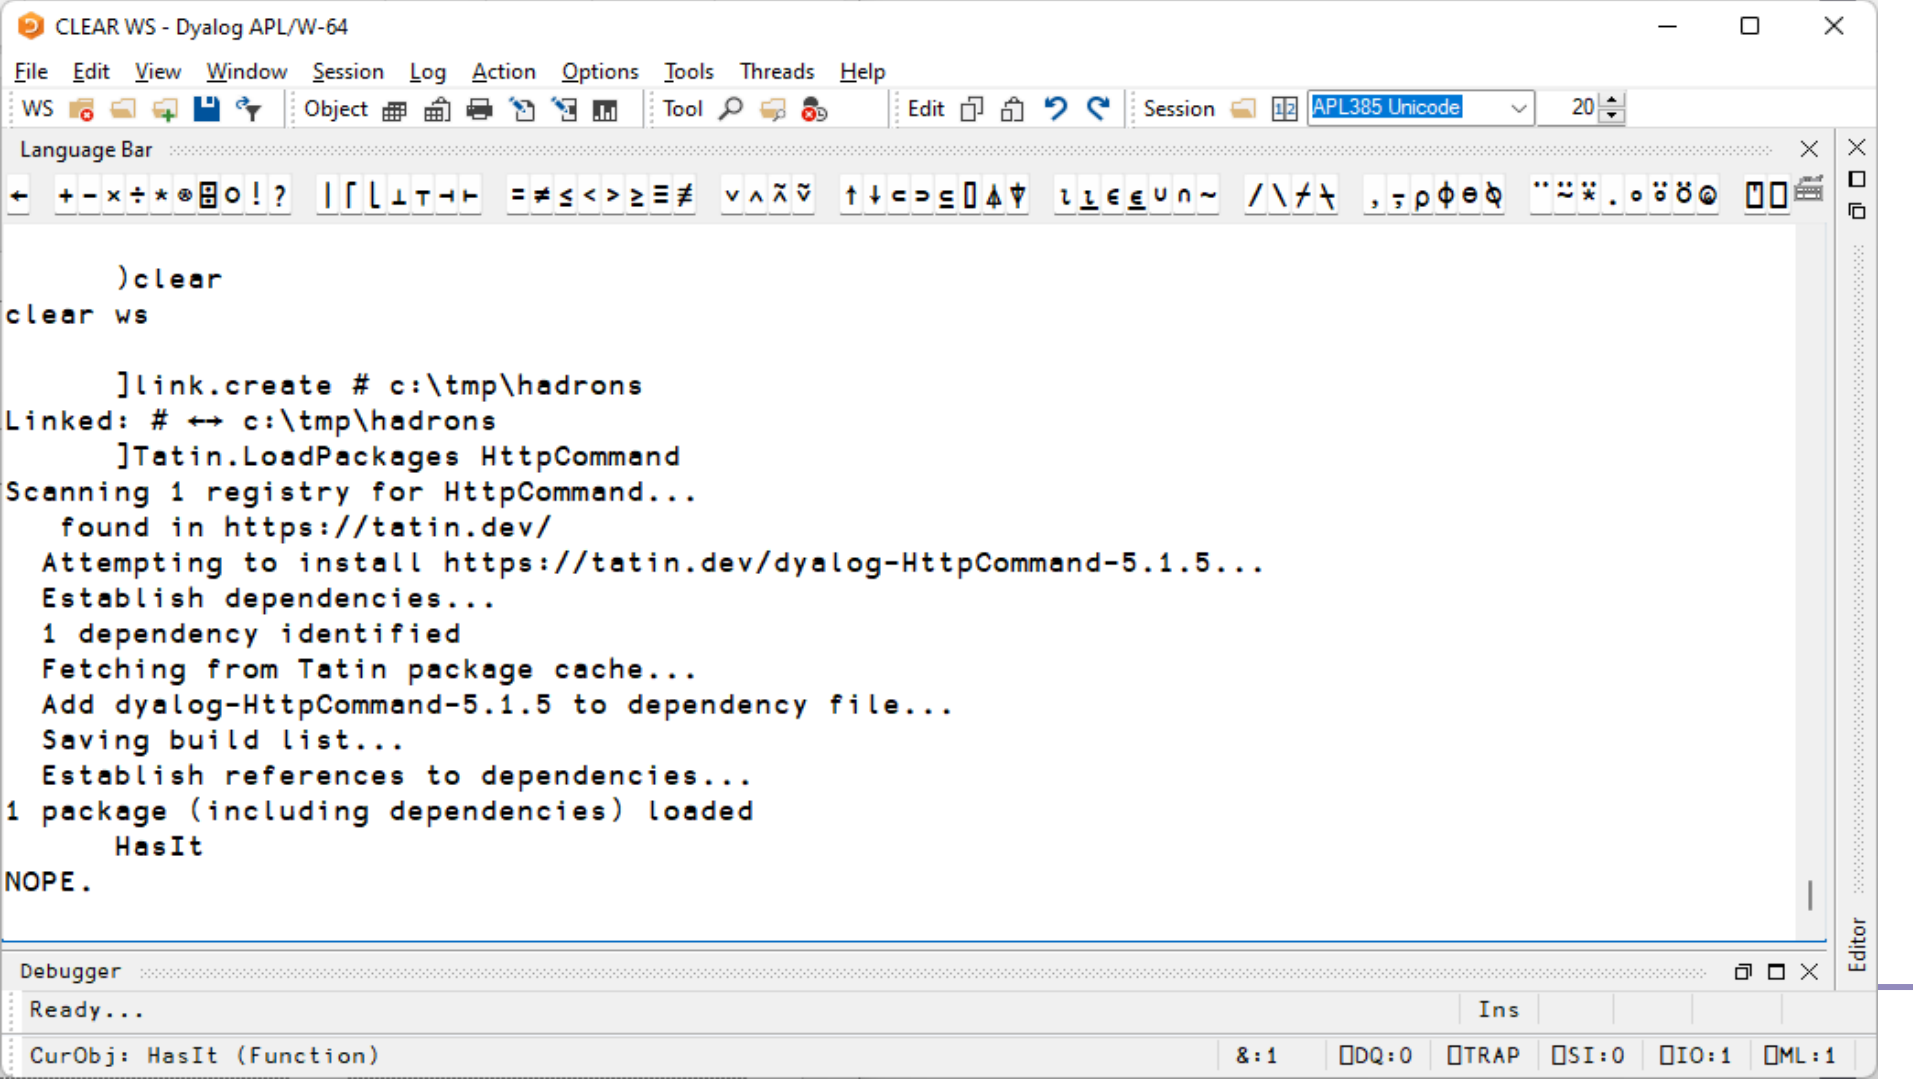 CLEAR WS - Dyalog APL/W-64
File Edit View Window Session Log Action Options Tools Threads Help
WS Object Tool Edit Session APL385 Unicode 20
Language Bar
← + - × ÷ * ⍟ ⌹ ○ ! ? | ⌈ ⌊ ⊥ ⊤ ⊣ ⊢ = ≠ ≤ < > ≥ ≡ ≢ ∨ ∧ ⍲ ⍱ ↑ ↓ ⊂ ⊃ ⊆ ⌷ ⍋ ⍒ ⍳ ⍸ ∊ ⍷ ∪ ∩ ~ / \ ⌿ ⍀ , ⍪ ⍴ ⌽ ⊖ ⍉ ¨ ⍨ ⍣ . ∘ ⍤ ⍥ @ ⍞ ⎕
)clear
clear ws
]link.create # c:\tmp\hadrons
Linked: # ←→ c:\tmp\hadrons
]Tatin.LoadPackages HttpCommand
Scanning 1 registry for HttpCommand...
found in https://tatin.dev/
Attempting to install https://tatin.dev/dyalog-HttpCommand-5.1.5...
Establish dependencies...
1 dependency identified
Fetching from Tatin package cache...
Add dyalog-HttpCommand-5.1.5 to dependency file...
Saving build list...
Establish references to dependencies...
1 package (including dependencies) loaded
HasIt
NOPE.
Editor
Debugger
Ready... Ins
CurObj: HasIt (Function) &:1 ⎕DQ:0 ⎕TRAP ⎕SI:0 ⎕IO:1 ⎕ML:1